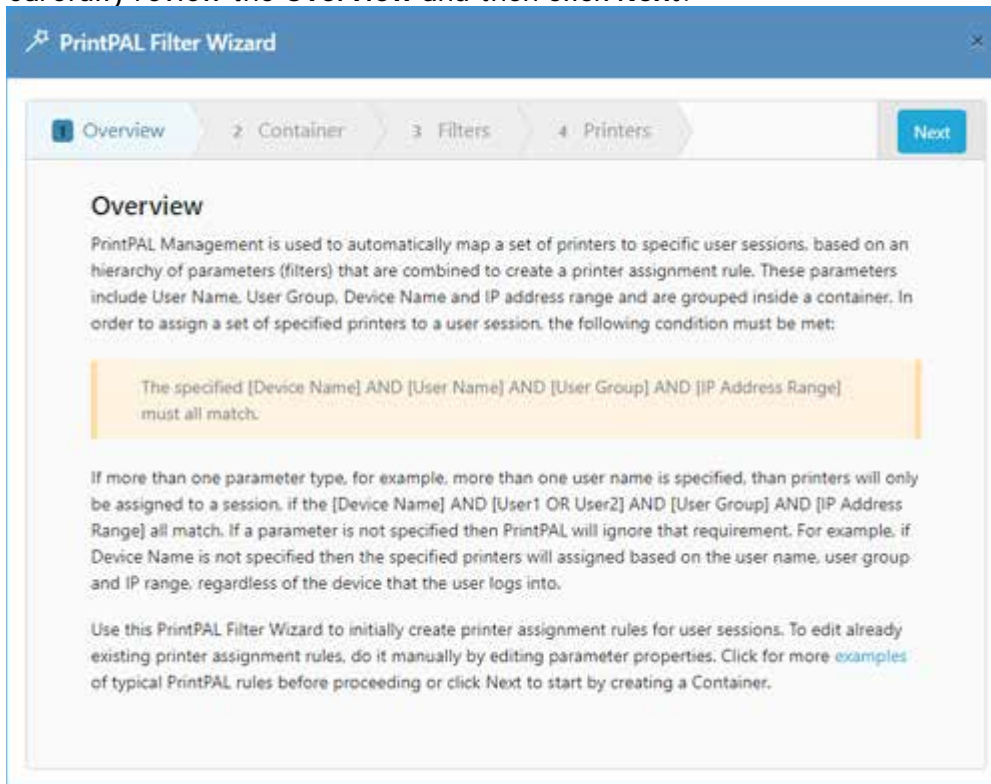 carefully review the Overview and then click Next.
PrintPAL Filter Wizard ×
1 Overview 2 Container 3 Filters 4 Printers Next
Overview
PrintPAL Management is used to automatically map a set of printers to specific user sessions, based on an
hierarchy of parameters (filters) that are combined to create a printer assignment rule. These parameters
include User Name, User Group, Device Name and IP address range and are grouped inside a container. In
order to assign a set of specified printers to a user session, the following condition must be met:
The specified [Device Name] AND [User Name] AND [User Group] AND [IP Address Range]
must all match.
If more than one parameter type, for example, more than one user name is specified, than printers will only
be assigned to a session, if the [Device Name] AND [User1 OR User2] AND [User Group] AND [IP Address
Range] all match. If a parameter is not specified then PrintPAL will ignore that requirement. For example, if
Device Name is not specified then the specified printers will assigned based on the user name, user group
and IP range, regardless of the device that the user logs into.
Use this PrintPAL Filter Wizard to initially create printer assignment rules for user sessions. To edit already
existing printer assignment rules, do it manually by editing parameter properties. Click for more examples
of typical PrintPAL rules before proceeding or click Next to start by creating a Container.